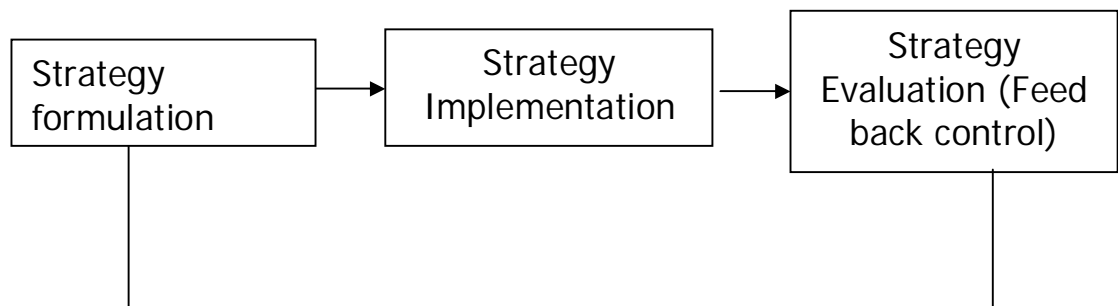 Strategy
formulation
Strategy
Implementation
Strategy
Evaluation (Feed
back control)